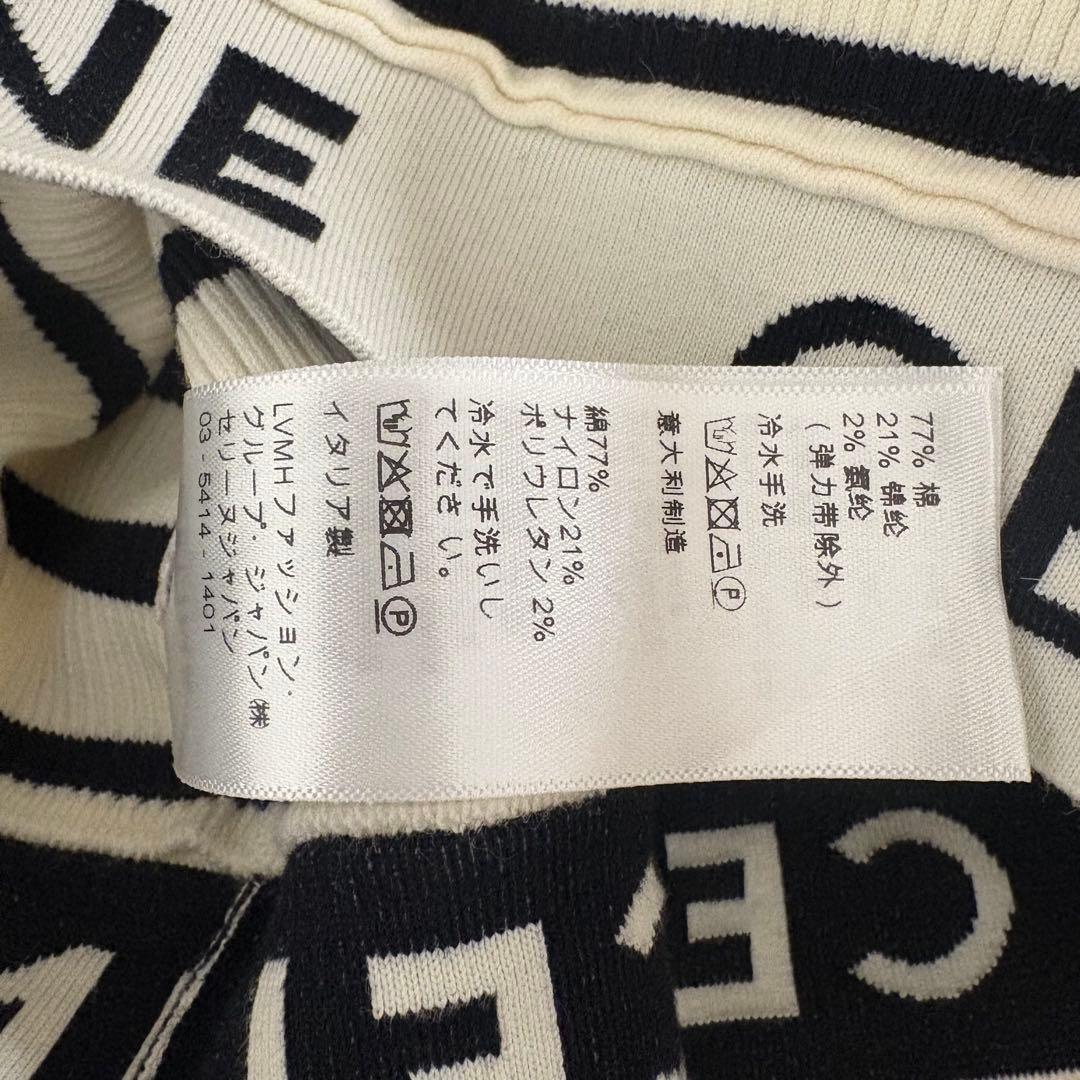 77% 棉
21% 锦纶
2% 氨纶
（弹力带除外）
冷水手洗
意大利制造
綿77%
ナイロン21%
ポリウレタン 2%
冷水で手洗いし
てください。
イタリア製
LVMHファッション・
グループ・ジャパン㈱
セリーヌジャパン
03 - 5414 - 1401
E
CE
E